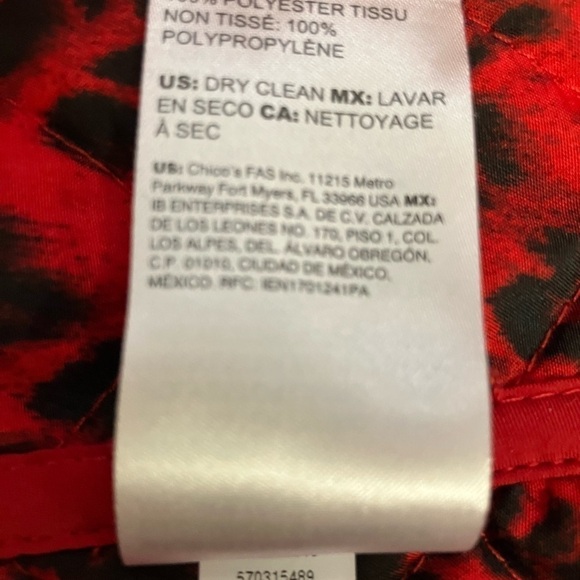 100% POLYESTER TISSU
NON TISSÉ: 100%
POLYPROPYLÈNE
US: DRY CLEAN MX: LAVAR
EN SECO CA: NETTOYAGE
À SEC
US: Chico's FAS Inc. 11215 Metro
Parkway Fort Myers, FL 33966 USA MX:
IB ENTERPRISES S.A. DE C.V. CALZADA
DE LOS LEONES NO. 170, PISO 1, COL.
LOS ALPES, DEL. ÁLVARO OBREGÓN,
C.P. 01010, CIUDAD DE MÉXICO,
MÉXICO. RFC: IEN1701241PA
570315489